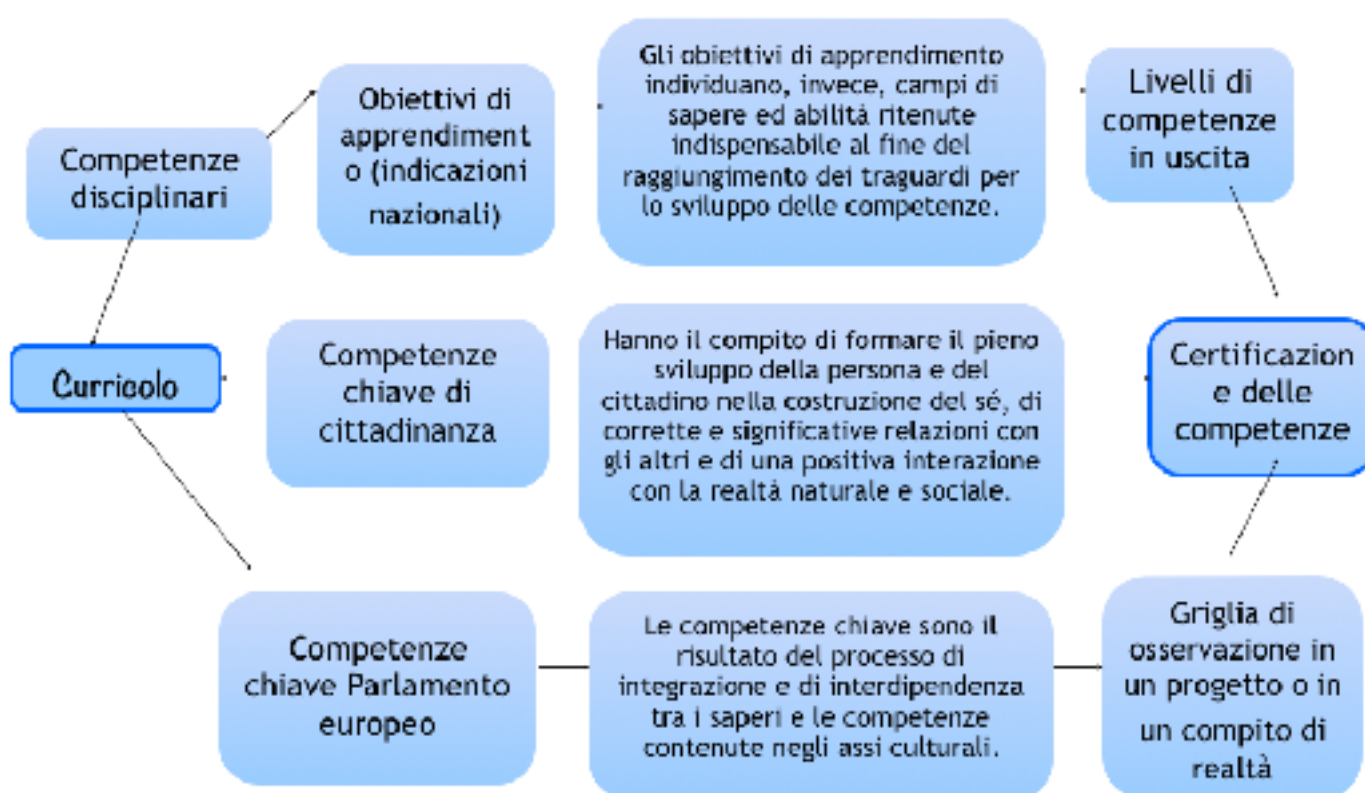 Competenze
disciplinari
Obiettivi di
apprendiment
o (indicazioni
nazionali)
Gli obiettivi di apprendimento
individuano, invece, campi di
sapere ed abilità ritenute
indispensabile al fine del
raggiungimento dei traguardi per
lo sviluppo delle competenze.
Livelli di
competenze
in uscita
Curricolo
Competenze
chiave di
cittadinanza
Hanno il compito di formare il pieno
sviluppo della persona e del
cittadino nella costruzione del sé, di
corrette e significative relazioni con
gli altri e di una positiva interazione
con la realtà naturale e sociale.
Certificazion
e delle
competenze
Competenze
chiave Parlamento
europeo
Le competenze chiave sono il
risultato del processo di
integrazione e di interdipendenza
tra i saperi e le competenze
contenute negli assi culturali.
Griglia di
osservazione in
un progetto o in
un compito di
realtà